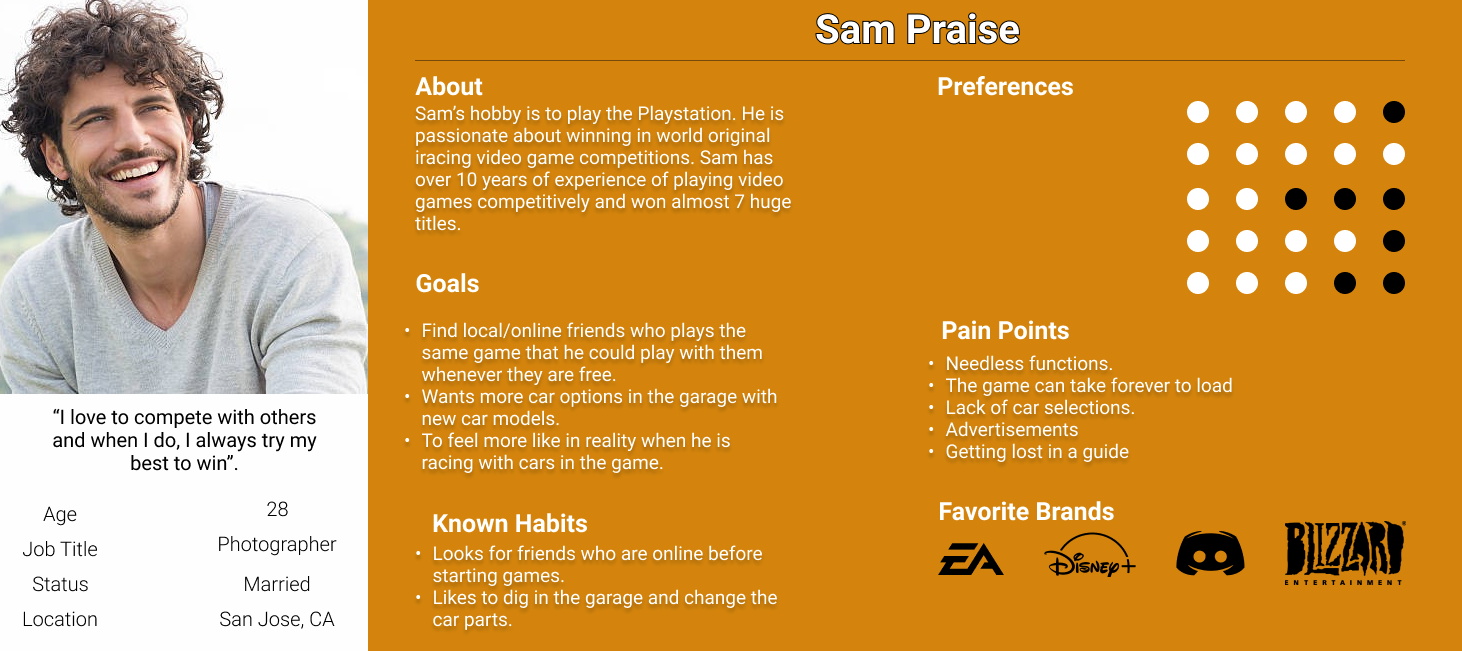 Sam Praise
About
Sam's hobby is to play the Playstation. He is
passionate about winning in world original
iracing video game competitions. Sam has
over 10 years of experience of playing video
games competitively and won almost 7 huge
titles.
Goals
• Find local/online friends who plays the
same game that he could play with them
whenever they are free.
• Wants more car options in the garage with
new car models.
• To feel more like in reality when he is
racing with cars in the game.
Known Habits
• Looks for friends who are online before
starting games.
• Likes to dig in the garage and change the
car parts.
Preferences
Pain Points
• Needless functions.
• The game can take forever to load
• Lack of car selections.
• Advertisements
• Getting lost in a guide
Favorite Brands
EA
Disney+
BLIZZARD®
ENTERTAINMENT
“I love to compete with others
and when I do, I always try my
best to win”.
Age 28
Job Title Photographer
Status Married
Location San Jose, CA